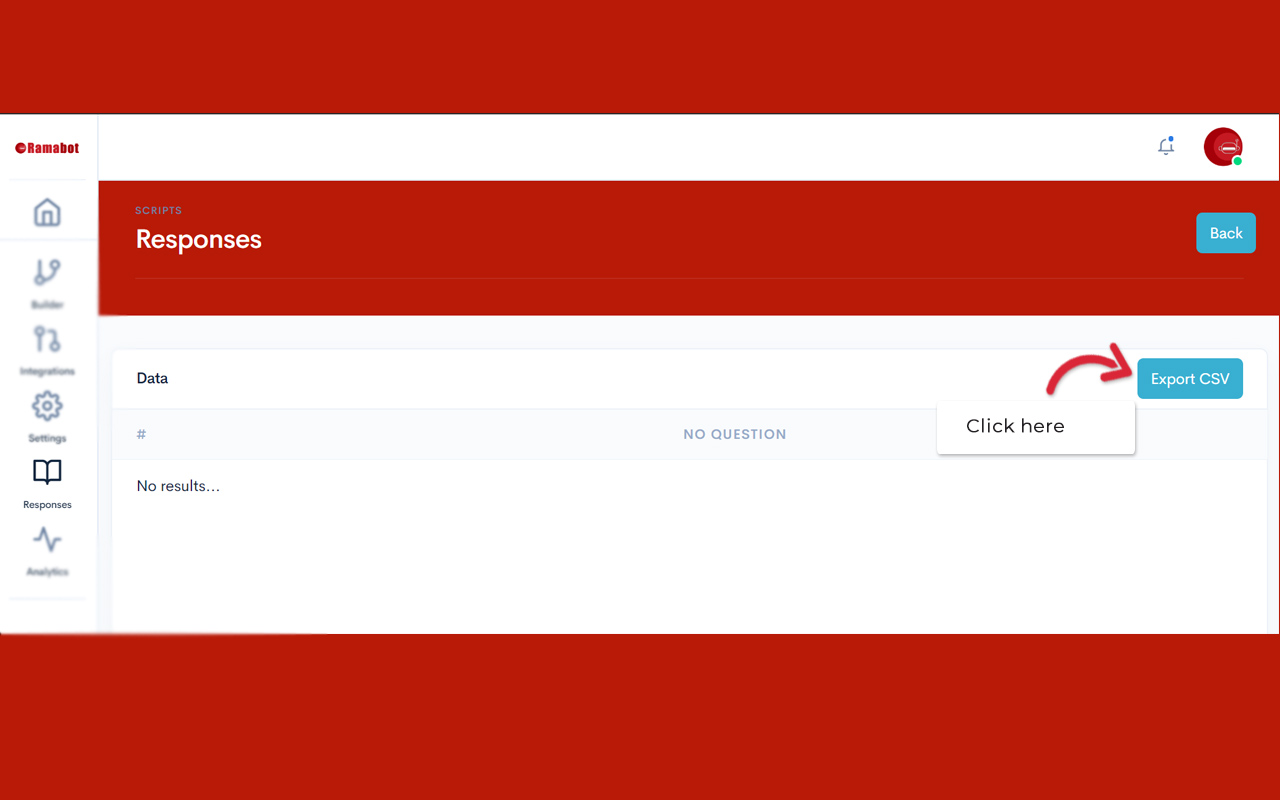 Ramabot
SCRIPTS
Responses
Back
Builder
Integrations
Settings
Responses
Analytics
Data
Export CSV
Click here
#
NO QUESTION
No results...